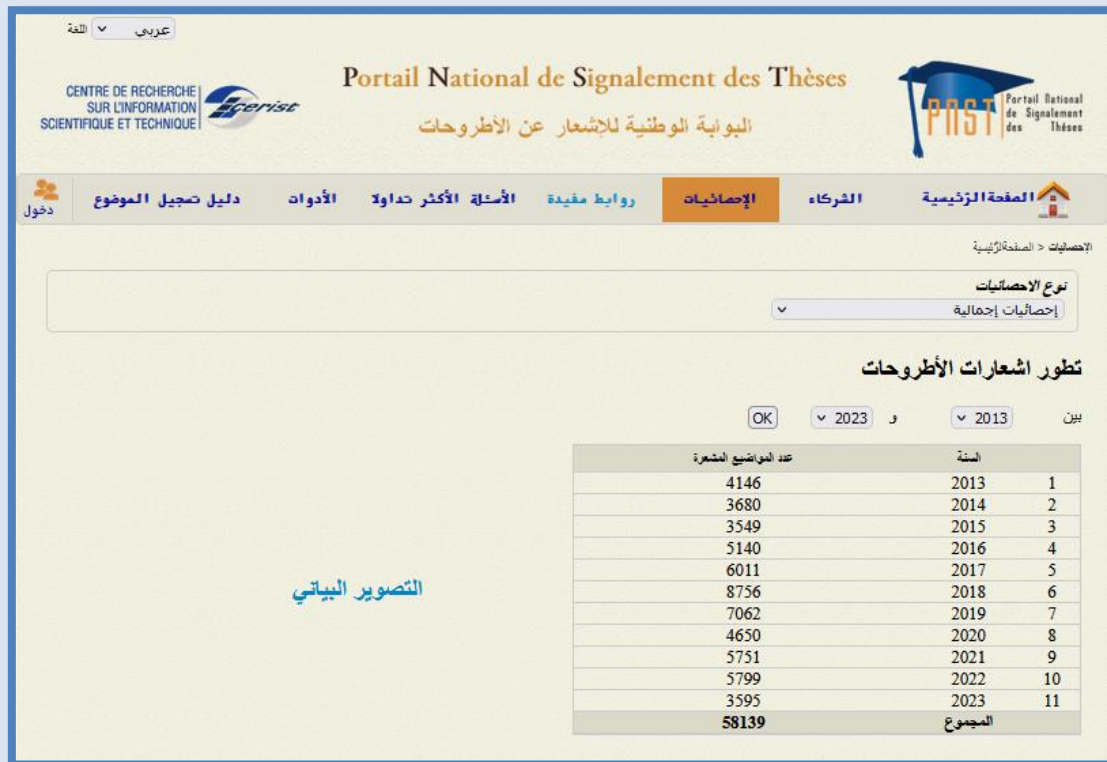 عربي اللغة
Portail National de Signalement des Thèses
البوابة الوطنية للإشعار عن الأطروحات
CENTRE DE RECHERCHE
SUR L'INFORMATION
SCIENTIFIQUE ET TECHNIQUE
cerist
PNST
Portail National
de Signalement
des Thèses
الصفحة الرئيسية
الشركاء
الإحصائيات
روابط مفيدة
الأسئلة الأكثر تداولا
الأدوات
دليل تسجيل الموضوع
دخول
الإحصائيات > الصفحة الرئيسية
نوع الاحصائيات
إحصائيات إجمالية
تطور اشعارات الأطروحات
بين 2013 و 2023 OK
السنة عدد المواضيع المشعرة
1 2013 4146
2 2014 3680
3 2015 3549
4 2016 5140
5 2017 6011
6 2018 8756
7 2019 7062
8 2020 4650
9 2021 5751
10 2022 5799
11 2023 3595
المجموع 58139
التصوير البياني